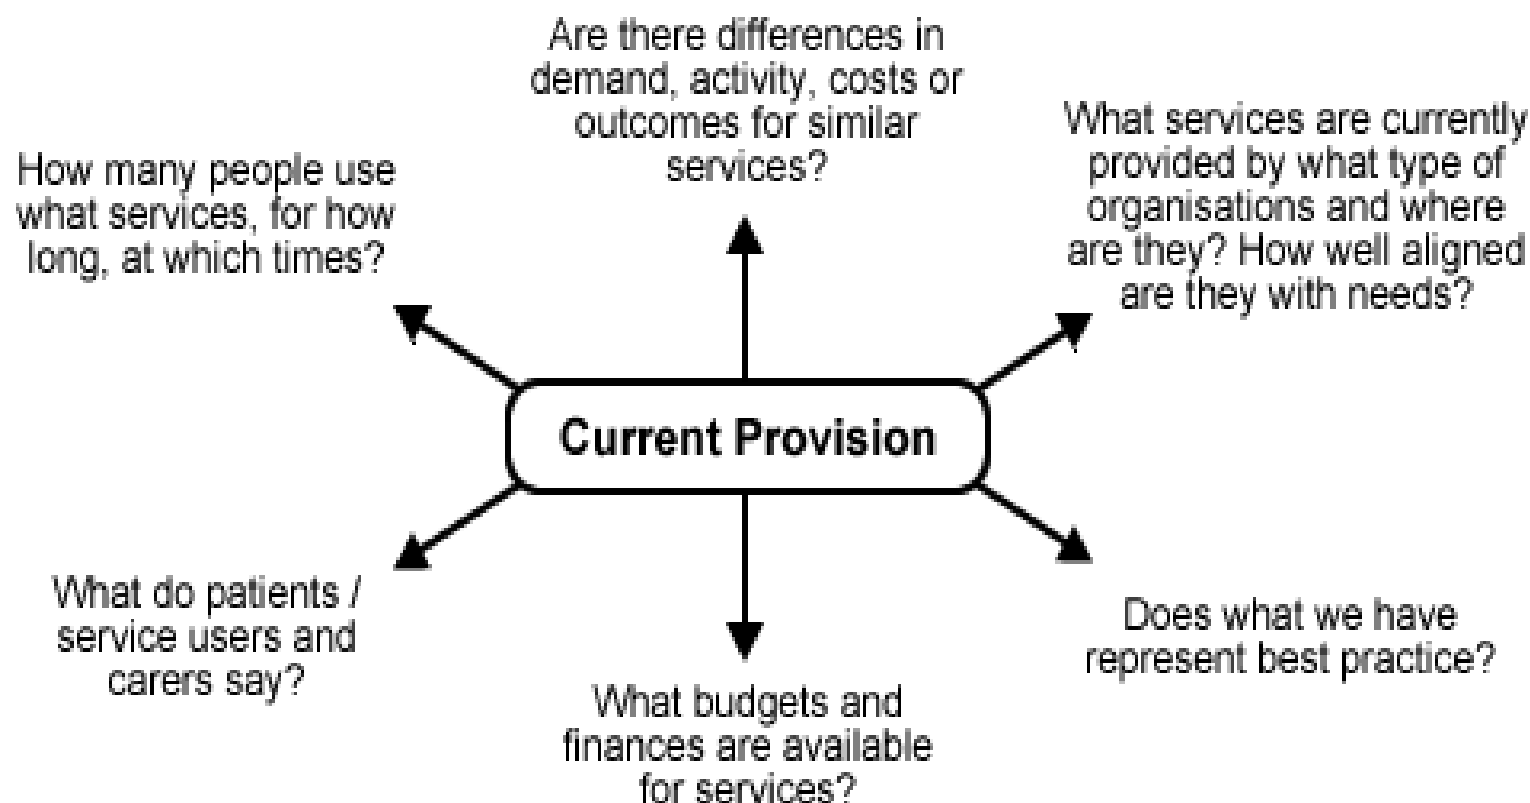 Are there differences in
demand, activity, costs or
outcomes for similar
services?
What services are currently
provided by what type of
organisations and where
are they? How well aligned
are they with needs?
How many people use
what services, for how
long, at which times?
Current Provision
What do patients /
service users and
carers say?
Does what we have
represent best practice?
What budgets and
finances are available
for services?